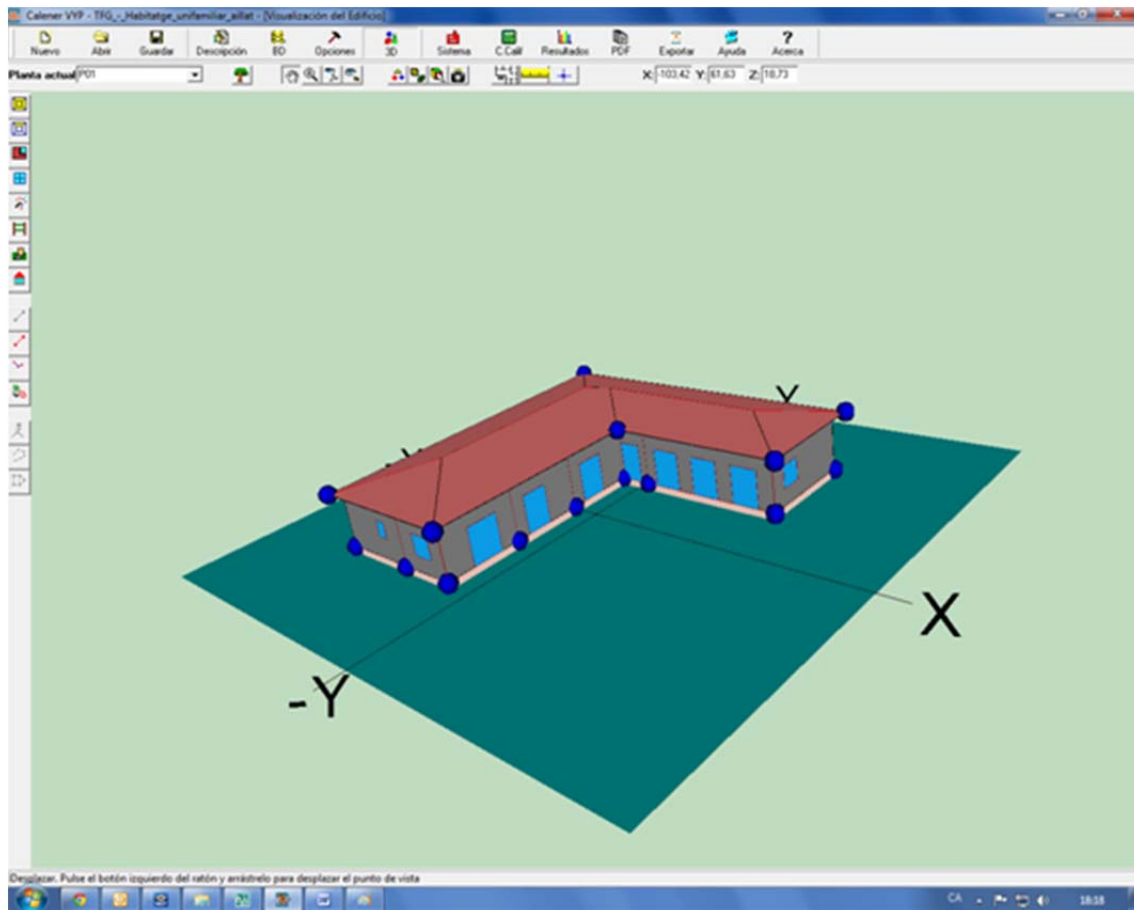 Calener VYP - TFG_-_Habitatge_unifamiliar_aillat - [Visualización del Edificio]
Nuevo Abrir Guardar Descripción BD Opciones 3D Sistema C.Calif Resultados PDF Exportar Ayuda Acerca
Planta actual P01 X: -103,42 Y: 61,63 Z: 18,73
Y
-X
X
-Y
Desplazar. Pulse el botón izquierdo del ratón y arrástrelo para desplazar el punto de vista
CA 18:18